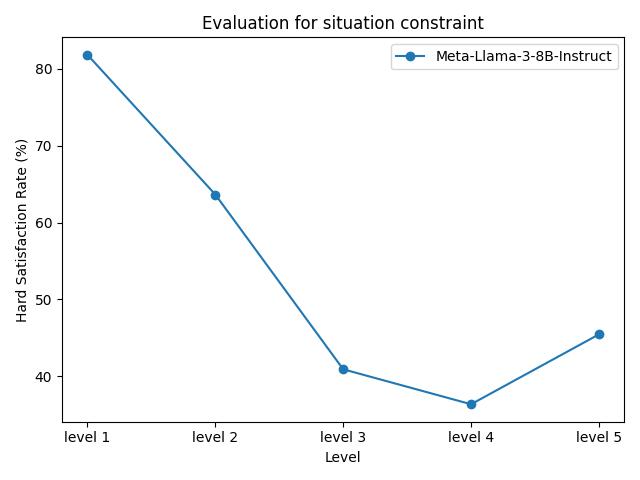 Evaluation for situation constraint
Meta-Llama-3-8B-Instruct
Hard Satisfaction Rate (%)
80
70
60
50
40
level 1 level 2 level 3 level 4 level 5
Level